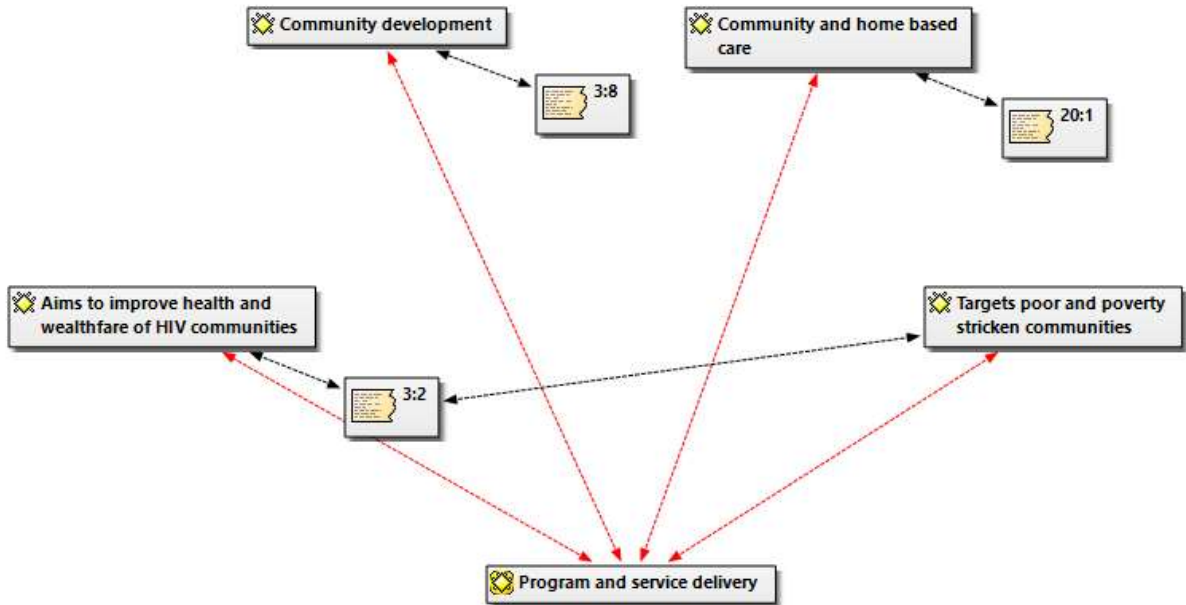 Community development
Community and home based
care
3:8
20:1
Aims to improve health and
wealthfare of HIV communities
Targets poor and poverty
stricken communities
3:2
Program and service delivery